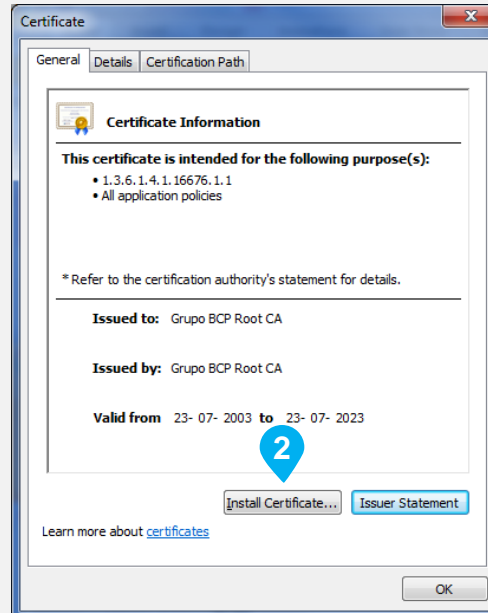 Certificate
General Details Certification Path
Certificate Information
This certificate is intended for the following purpose(s):
• 1.3.6.1.4.1.16676.1.1
• All application policies
* Refer to the certification authority's statement for details.
Issued to: Grupo BCP Root CA
Issued by: Grupo BCP Root CA
Valid from 23- 07- 2003 to 23- 07- 2023
2
Install Certificate... Issuer Statement
Learn more about certificates
OK